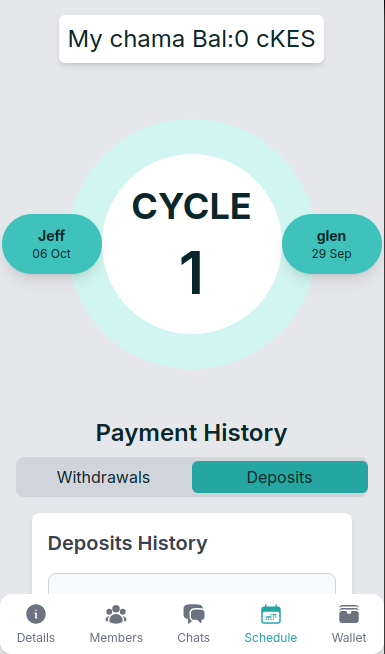 My chama Bal:0 cKES
CYCLE
1
Jeff
06 Oct
glen
29 Sep
Payment History
Withdrawals
Deposits
Deposits History
Details
Members
Chats
Schedule
Wallet